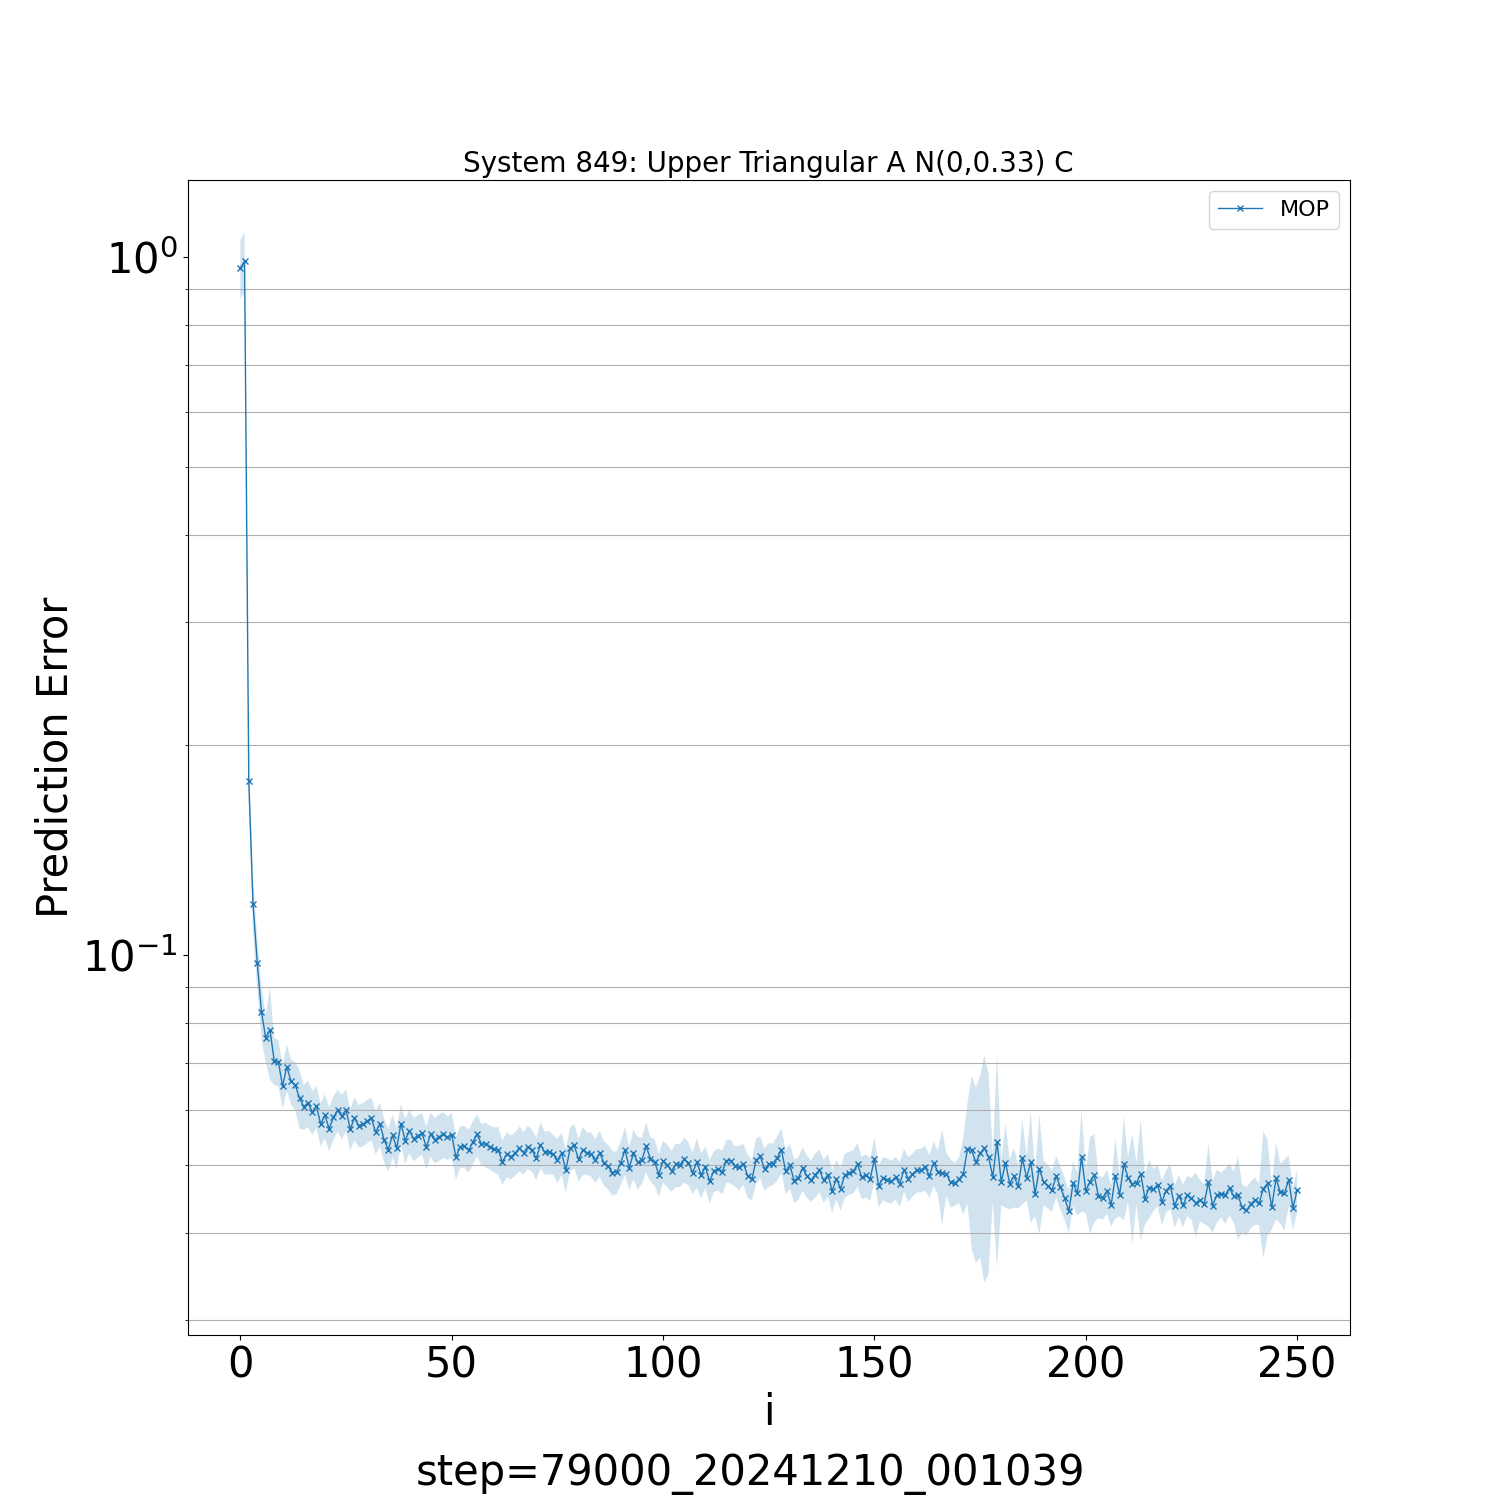 System 849: Upper Triangular A N(0,0.33) C
MOP
10⁰
10⁻¹
Prediction Error
0 50 100 150 200 250
i
step=79000_20241210_001039